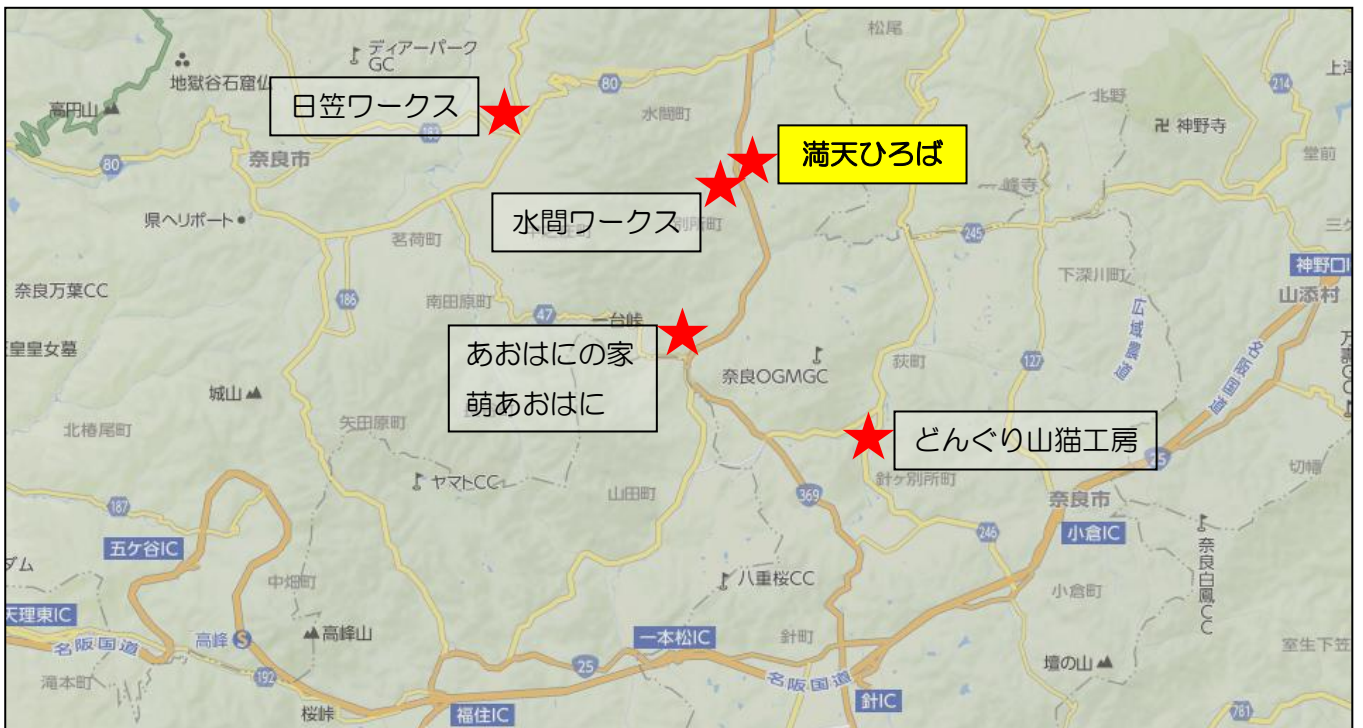 松尾
ディアーパーク
GC
上
地獄谷石窟仏
80
214
北野
日笠ワークス
高円山
水間町
183
卍 神野寺
満天ひろば
堂前
80
奈良市
峰寺
水間ワークス
県ヘリポート
別所町
茗荷町
245
下深川町
神野口I
奈良万葉CC
186
南田原町
山添村
47
一台峠
広域農道
皇皇女墓
あおはにの家
萌あおはに
奈良OGMGC
荻町
127
名阪国道
城山
北椿尾町
矢田原町
どんぐり山猫工房
25
切幡
ヤマトCC
針ケ別所町
山田町
369
奈良市
187
五ケ谷IC
246
小倉IC
奈良白鳳CC
ダム
中畑町
八重桜CC
小倉町
天理東IC
高峰 S
高峰山
一本松IC
針町
名阪国道
室生下笠
25
壇の山
滝本町
192
名阪国道
針IC
桜峠
福住IC
781